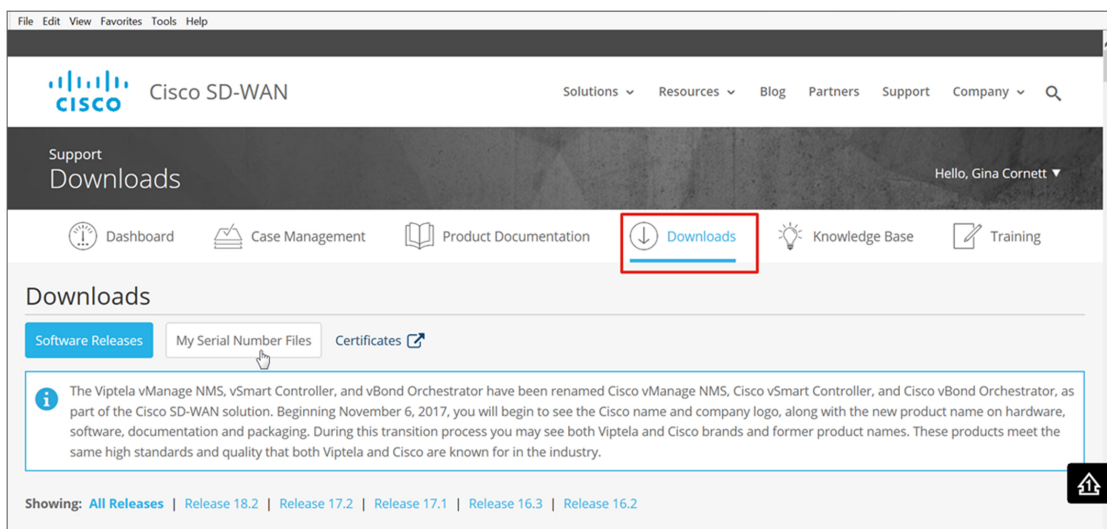 File Edit View Favorites Tools Help
CISCO Cisco SD-WAN Solutions Resources Blog Partners Support Company
Support
Downloads
Hello, Gina Cornett
Dashboard Case Management Product Documentation Downloads Knowledge Base Training
Downloads
Software Releases My Serial Number Files Certificates
The Viptela vManage NMS, vSmart Controller, and vBond Orchestrator have been renamed Cisco vManage NMS, Cisco vSmart Controller, and Cisco vBond Orchestrator, as
part of the Cisco SD-WAN solution. Beginning November 6, 2017, you will begin to see the Cisco name and company logo, along with the new product name on hardware,
software, documentation and packaging. During this transition process you may see both Viptela and Cisco brands and former product names. These products meet the
same high standards and quality that both Viptela and Cisco are known for in the industry.
Showing: All Releases | Release 18.2 | Release 17.2 | Release 17.1 | Release 16.3 | Release 16.2